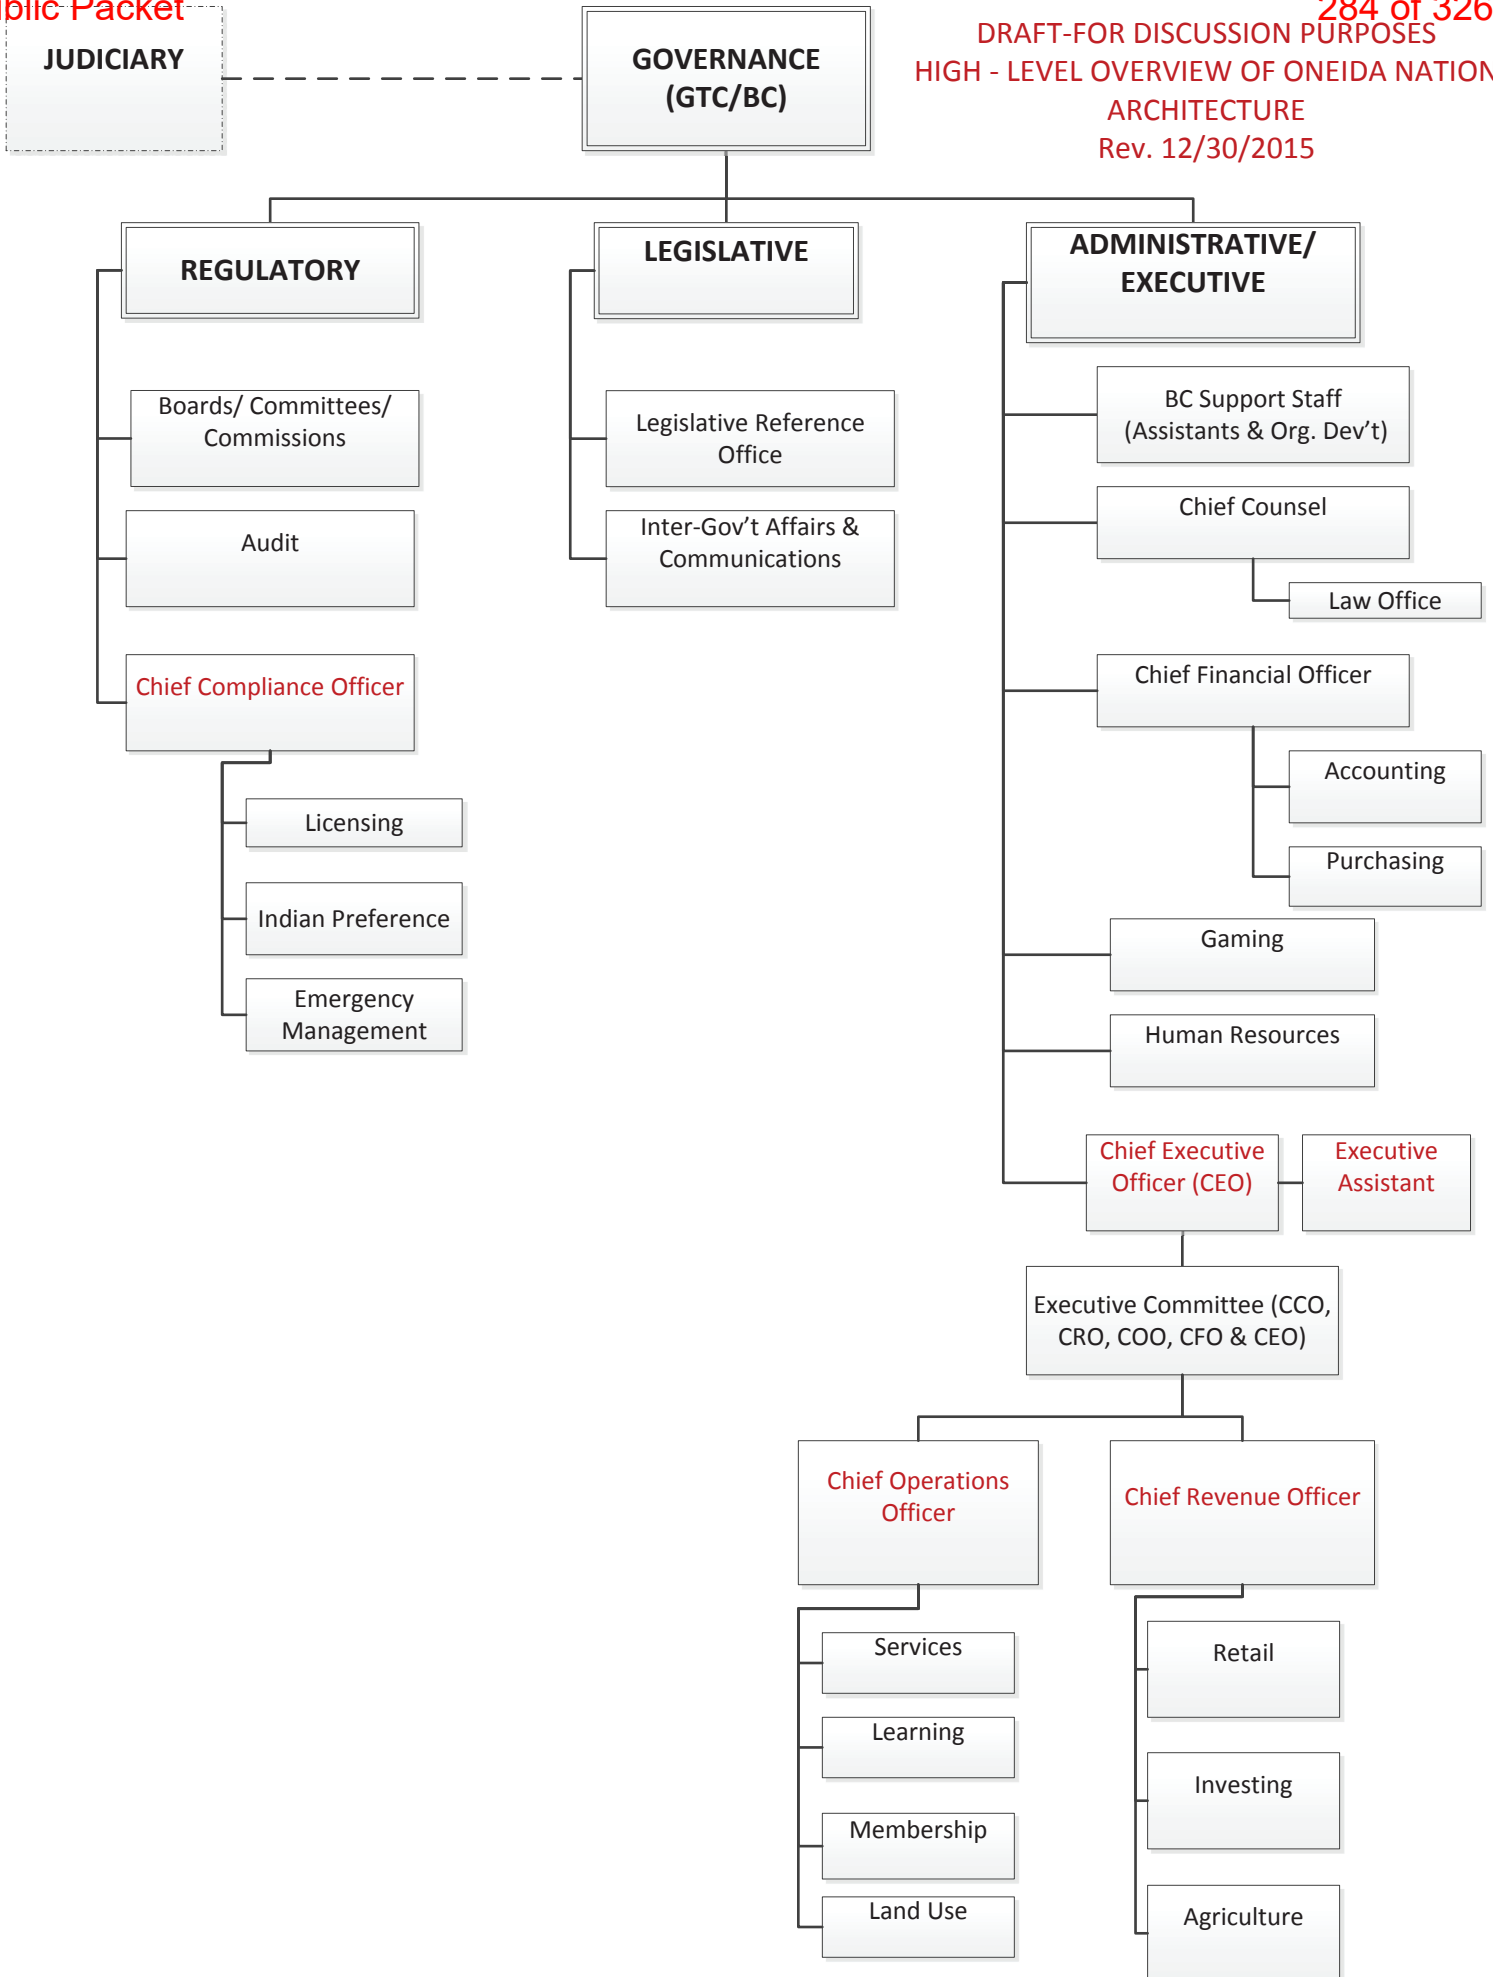 Public Packet
284 of 326
DRAFT-FOR DISCUSSION PURPOSES
HIGH - LEVEL OVERVIEW OF ONEIDA NATION
ARCHITECTURE
Rev. 12/30/2015
JUDICIARY
GOVERNANCE
(GTC/BC)
REGULATORY
LEGISLATIVE
ADMINISTRATIVE/
EXECUTIVE
Boards/ Committees/
Commissions
Audit
Chief Compliance Officer
Licensing
Indian Preference
Emergency
Management
Legislative Reference
Office
Inter-Gov’t Affairs &
Communications
BC Support Staff
(Assistants & Org. Dev’t)
Chief Counsel
Law Office
Chief Financial Officer
Accounting
Purchasing
Gaming
Human Resources
Chief Executive
Officer (CEO)
Executive
Assistant
Executive Committee (CCO,
CRO, COO, CFO & CEO)
Chief Operations
Officer
Services
Learning
Membership
Land Use
Chief Revenue Officer
Retail
Investing
Agriculture